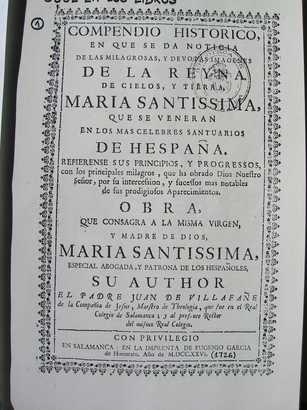 QUE EN LOS LIBROS
COMPENDIO HISTORICO,
EN QUE SE DA NOTICIA
DE LAS MILAGROSAS, Y DEVOTAS IMAGENES
DE LA REYNA
DE CIELOS, Y TIERRA,
MARIA SANTISSIMA,
QUE SE VENERAN
EN LOS MAS CELEBRES SANTUARIOS
DE HESPAÑA.
REFIERENSE SUS PRINCIPIOS, Y PROGRESSOS,
con los principales milagros, que ha obrado Dios Nuestro
Señor, por su intercession, y sucessos mas notables
de sus prodigiosos Aparecimientos.
OBRA,
QUE CONSAGRA A LA MISMA VIRGEN,
Y MADRE DE DIOS,
MARIA SANTISSIMA,
ESPECIAL ABOGADA, Y PATRONA DE LOS HESPAÑOLES,
SU AUTHOR
EL PADRE JUAN DE VILLAFAÑE
de la Compañia de Jesus, Maestro de Theologia, que fue en el Real
Colegio de Salamanca, y al presente Rector
del mismo Real Colegio.
CON PRIVILEGIO
EN SALAMANCA: EN LA IMPRENTA DE EUGENIO GARCIA
de Honorato, Año de M.DCC.XXVI. (1726)